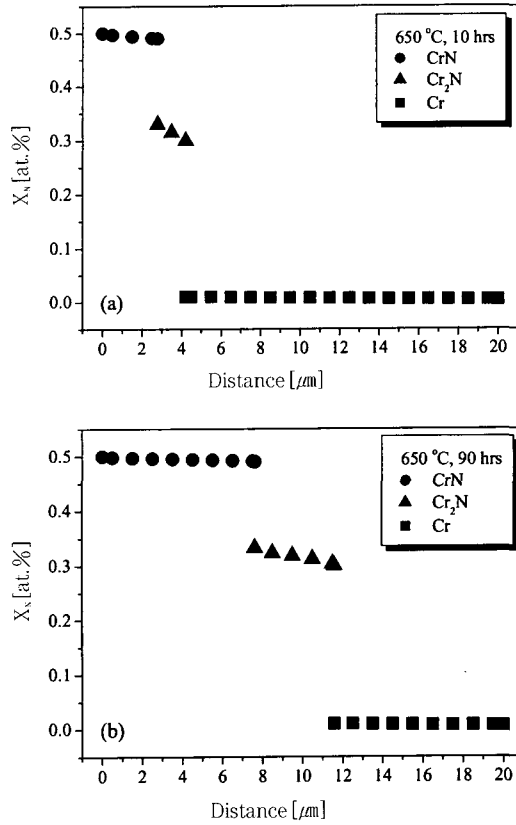 650 °C, 10 hrs
CrN
Cr₂N
Cr
X_N [at.%]
0.5
0.4
0.3
0.2
0.1
0.0
(a)
0 2 4 6 8 10 12 14 16 18 20
Distance [μm]
650 °C, 90 hrs
CrN
Cr₂N
Cr
X_N [at.%]
0.5
0.4
0.3
0.2
0.1
0.0
(b)
0 2 4 6 8 10 12 14 16 18 20
Distance [μm]